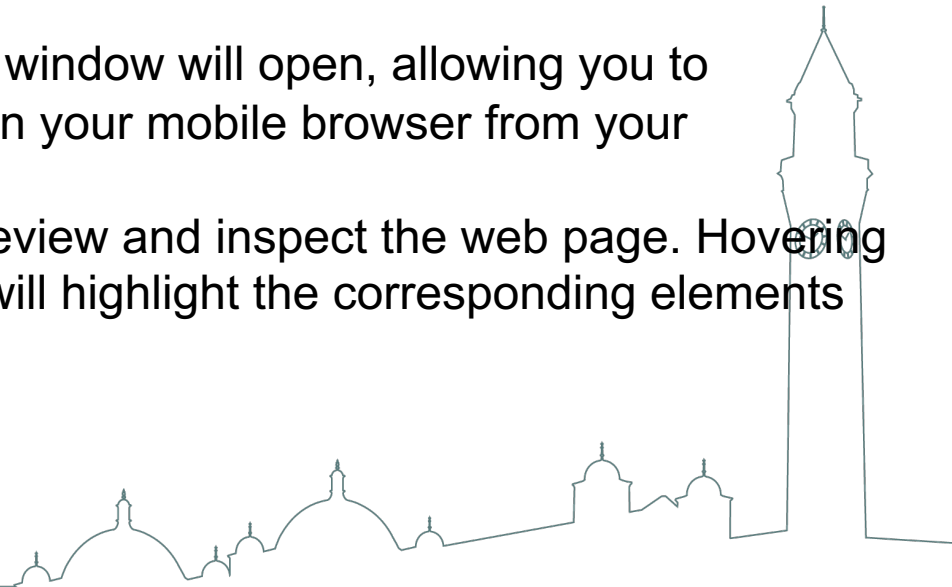 window will open, allowing you to
n your mobile browser from your
eview and inspect the web page. Hovering
will highlight the corresponding elements